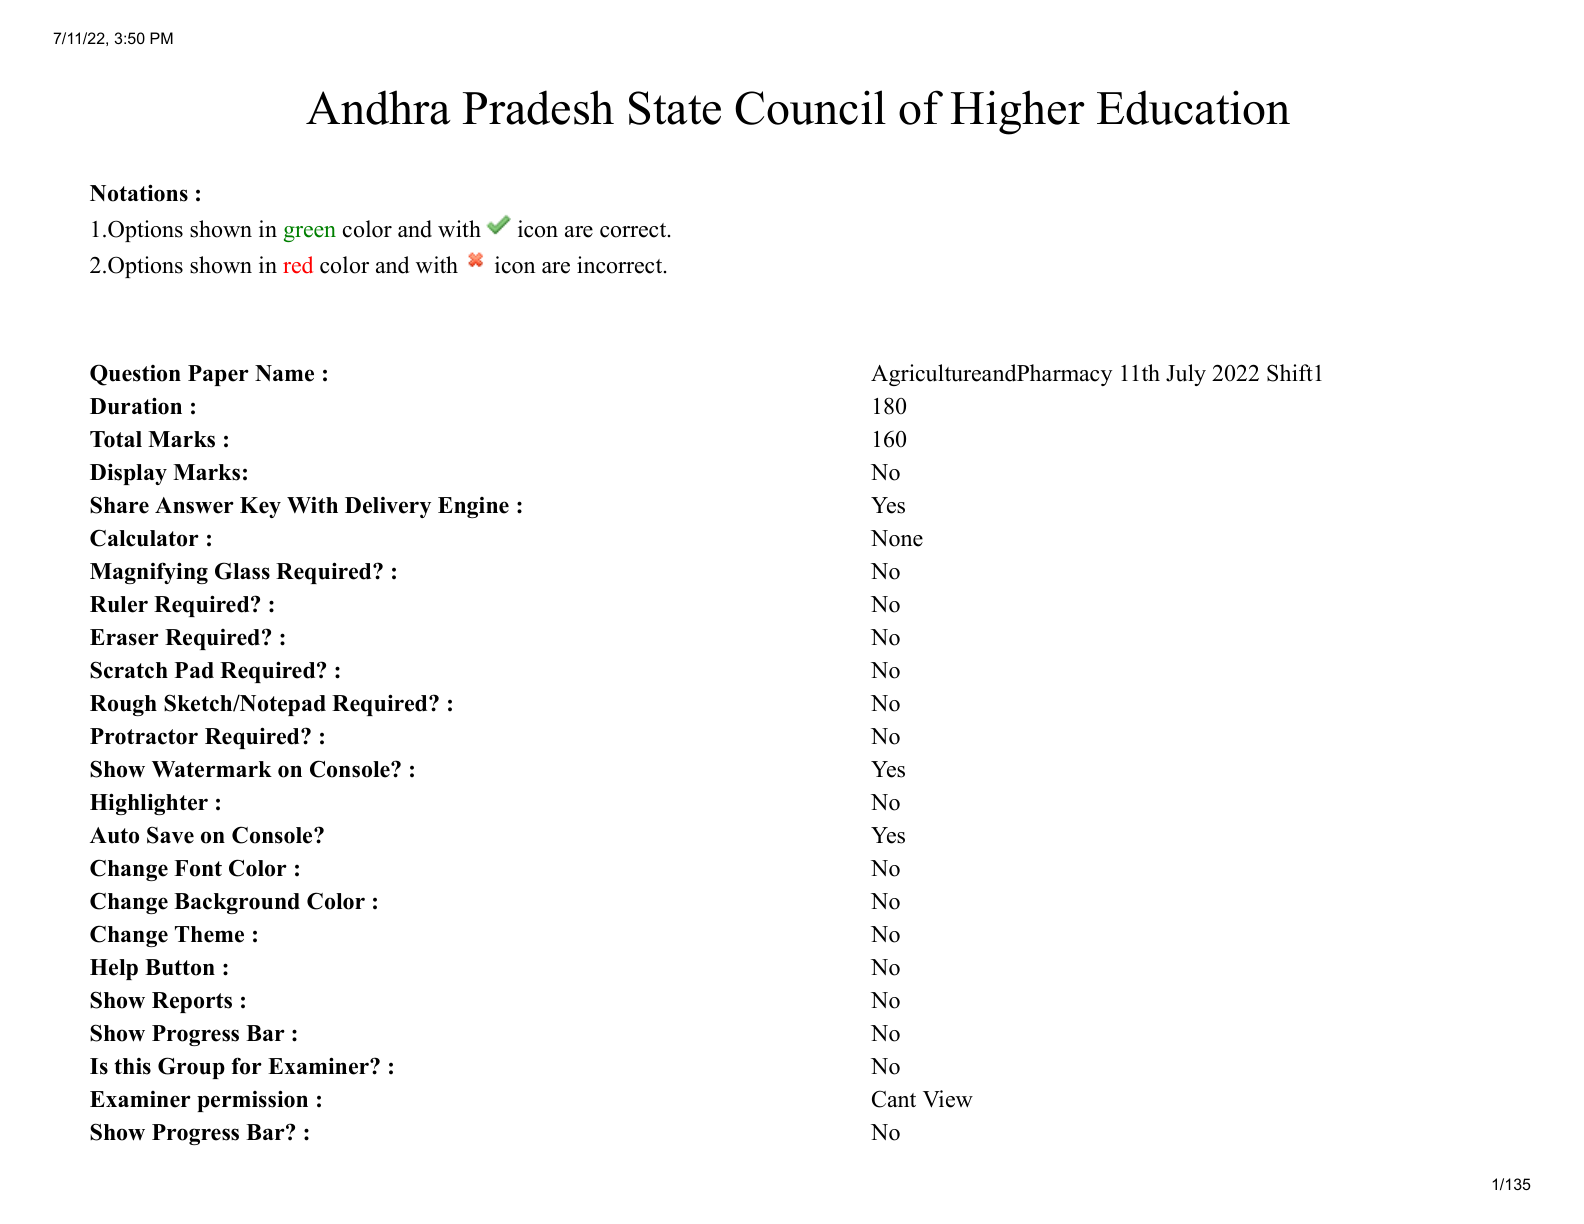 7/11/22, 3:50 PM
Andhra Pradesh State Council of Higher Education
Notations :
1.Options shown in green color and with icon are correct.
2.Options shown in red color and with icon are incorrect.
Question Paper Name : AgricultureandPharmacy 11th July 2022 Shift1
Duration : 180
Total Marks : 160
Display Marks: No
Share Answer Key With Delivery Engine : Yes
Calculator : None
Magnifying Glass Required? : No
Ruler Required? : No
Eraser Required? : No
Scratch Pad Required? : No
Rough Sketch/Notepad Required? : No
Protractor Required? : No
Show Watermark on Console? : Yes
Highlighter : No
Auto Save on Console? Yes
Change Font Color : No
Change Background Color : No
Change Theme : No
Help Button : No
Show Reports : No
Show Progress Bar : No
Is this Group for Examiner? : No
Examiner permission : Cant View
Show Progress Bar? : No
1/135